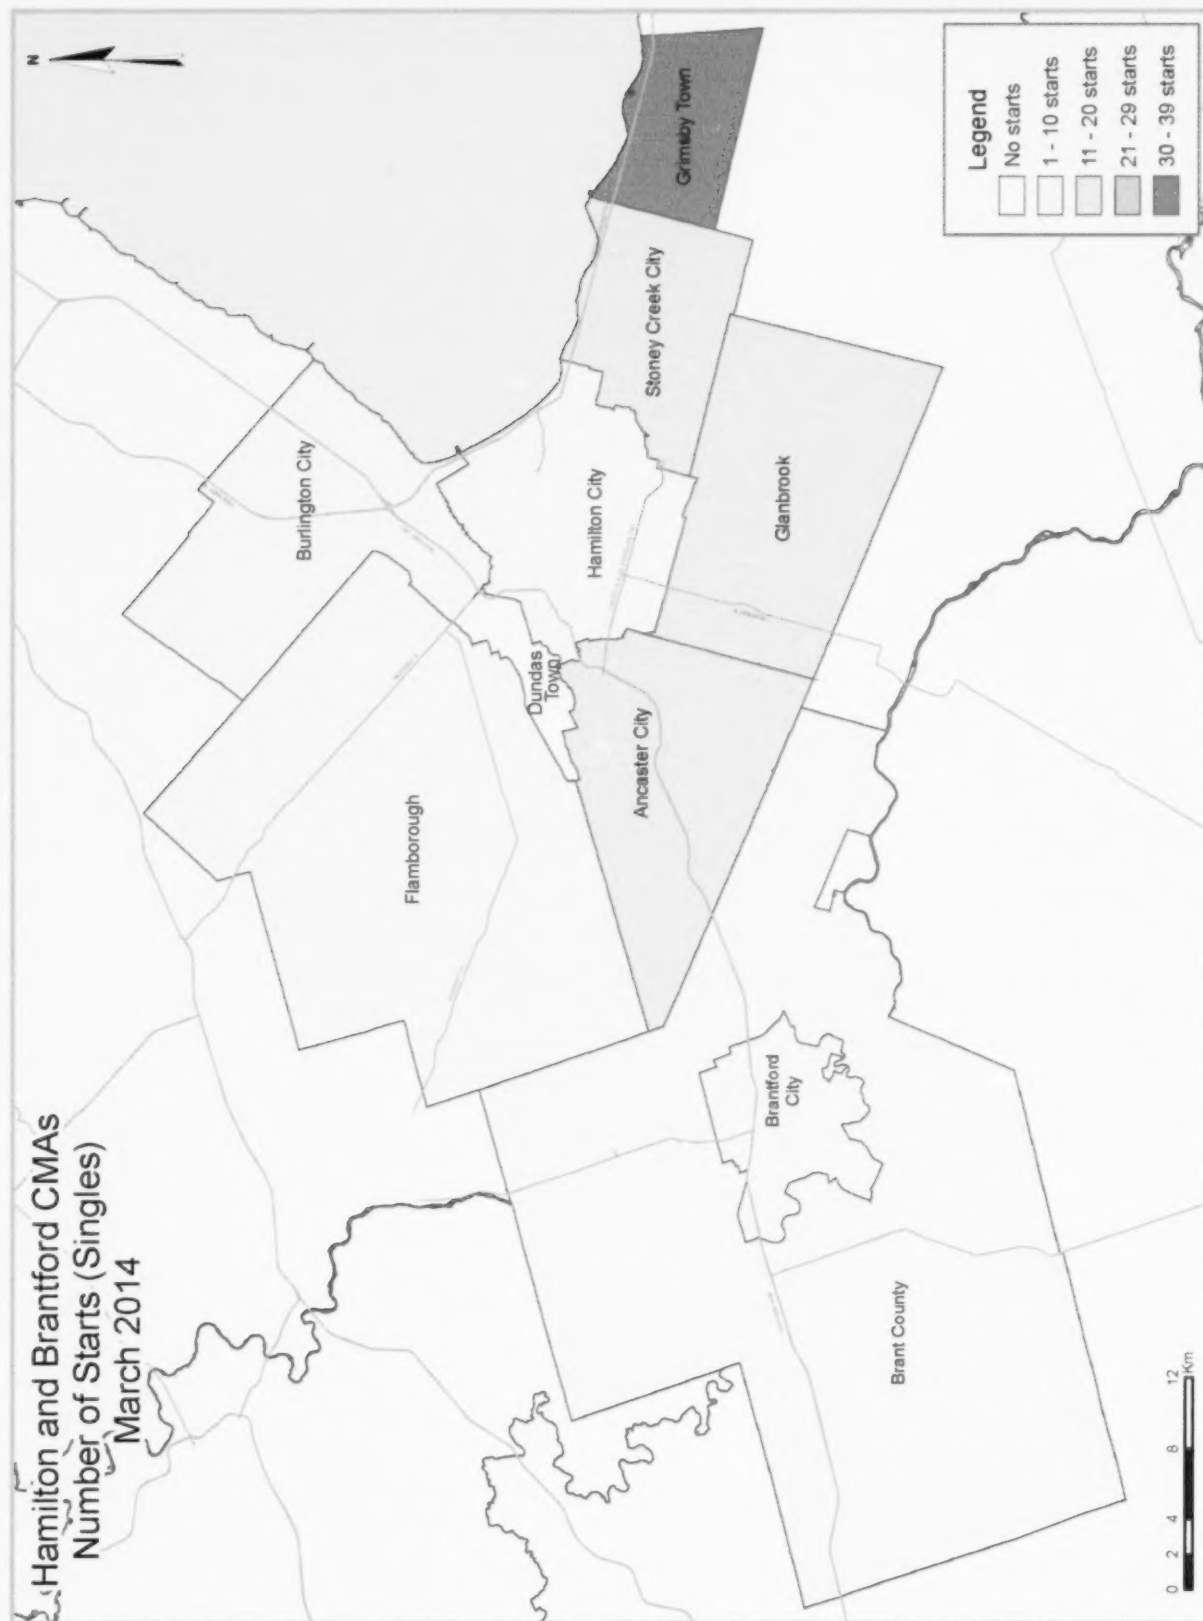 Hamilton and Brantford CMAs
Number of Starts (Singles)
March 2014
N
Burlington City
Flamborough
Dundas
Town
Hamilton City
Stoney Creek City
Grimsby Town
Ancaster City
Glanbrook
Brantford
City
Brant County
Legend
No starts
1 - 10 starts
11 - 20 starts
21 - 29 starts
30 - 39 starts
0 2 4 8 12
Km